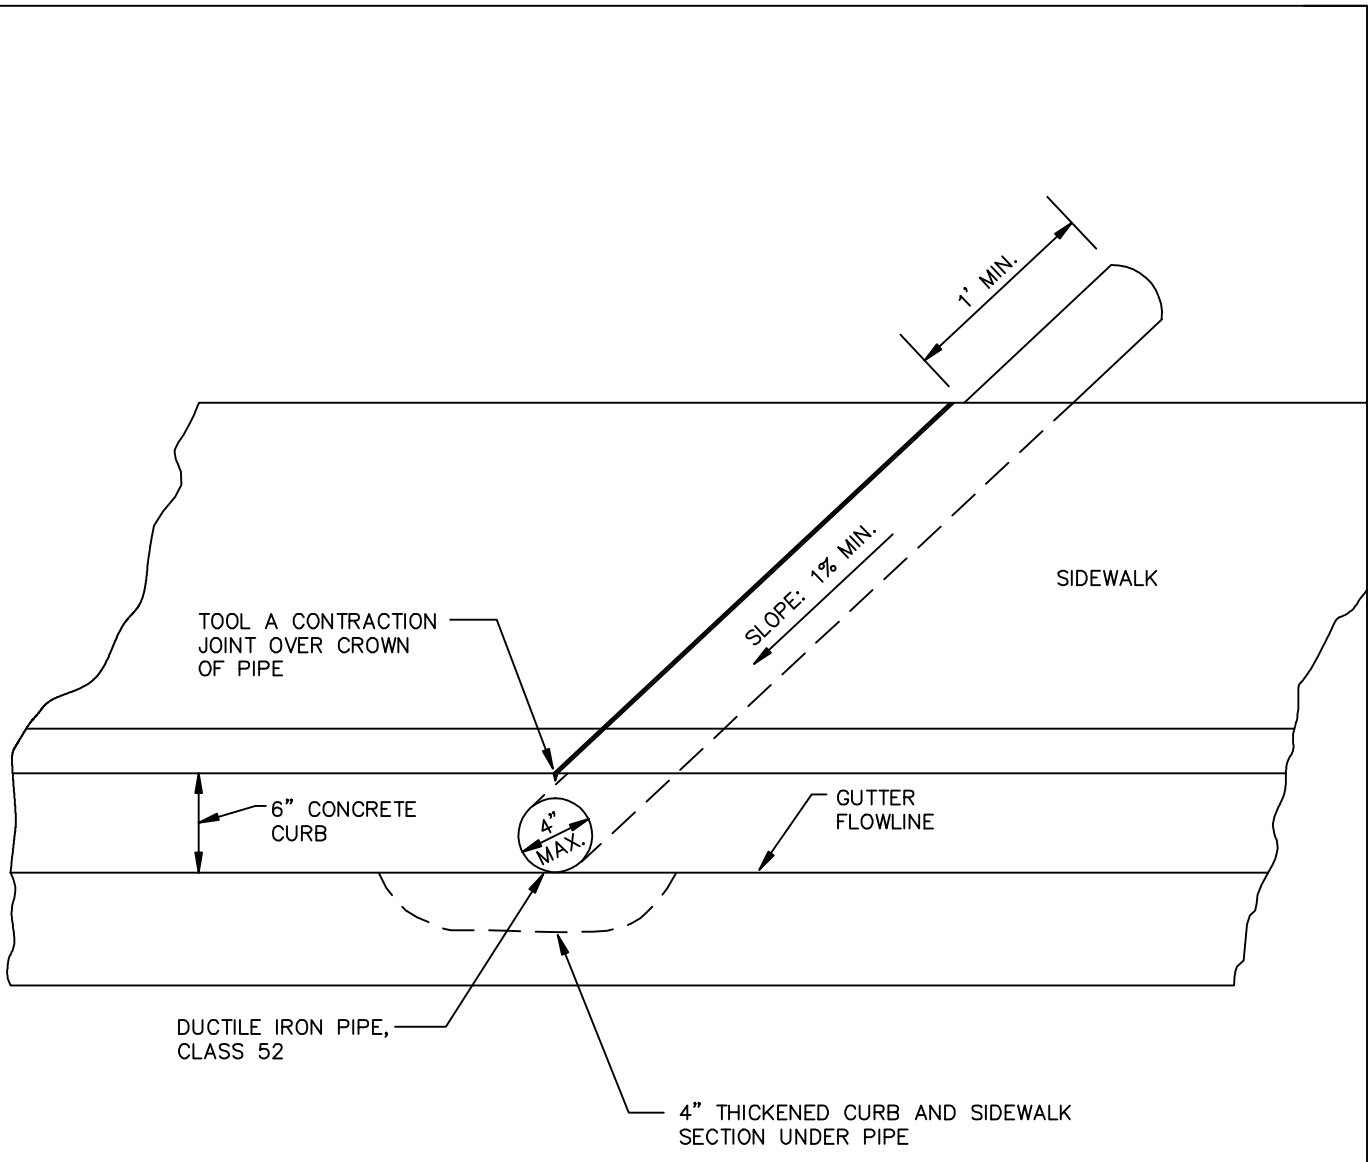 1' MIN.
SLOPE: 1% MIN.
SIDEWALK
TOOL A CONTRACTION
JOINT OVER CROWN
OF PIPE
6" CONCRETE
CURB
4"
MAX.
GUTTER
FLOWLINE
DUCTILE IRON PIPE,
CLASS 52
4" THICKENED CURB AND SIDEWALK
SECTION UNDER PIPE